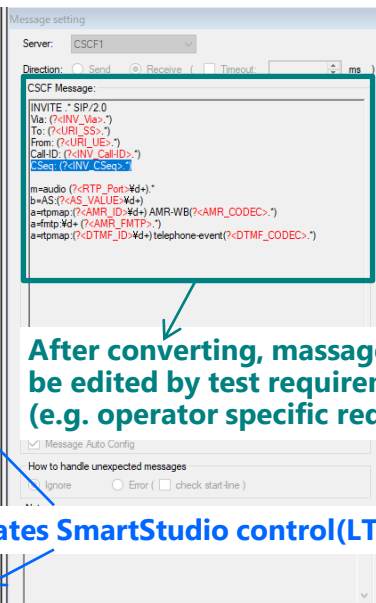 Message setting
Server: CSCF1
Direction: Send Receive ( Timeout: ms )
CSCF Message:
INVITE .* SIP/2.0
Via: (?<INV_Via>.*)
To: (?<URI_SS>.*)
From: (?<URI_UE>.*)
Call-ID: (?<INV_Call-ID>.*)
CSeq: (?<INV_CSeq>.*)
m=audio (?<RTP_Port>¥d+).*
b=AS:(?<AS_VALUE>¥d+)
a=rtpmap:(?<AMR_ID>¥d+) AMR-WB(?<AMR_CODEC>.*)
a=fmtp:¥d+ (?<AMR_FMTP>.*)
a=rtpmap:(?<DTMF_ID>¥d+) telephone-event(?<DTMF_CODEC>.*)
After converting, massage
be edited by test requirer
(e.g. operator specific rec
Message Auto Config
How to handle unexpected messages
Ignore Error ( check start-line )
ates SmartStudio control(LT